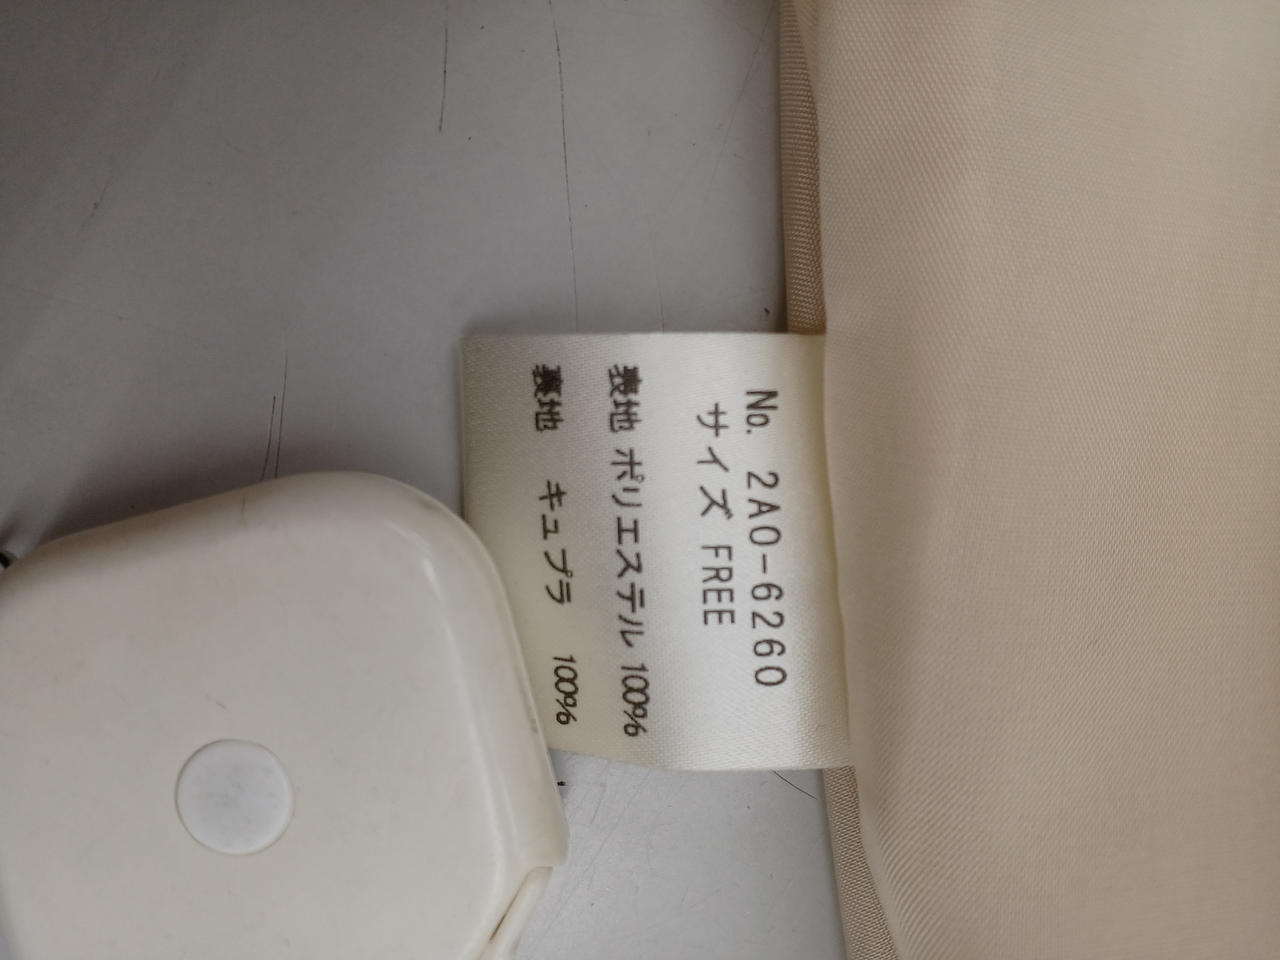 No. 2A0-6260
サイズ FREE
表地 ポリエステル 100%
裏地 キュプラ 100%